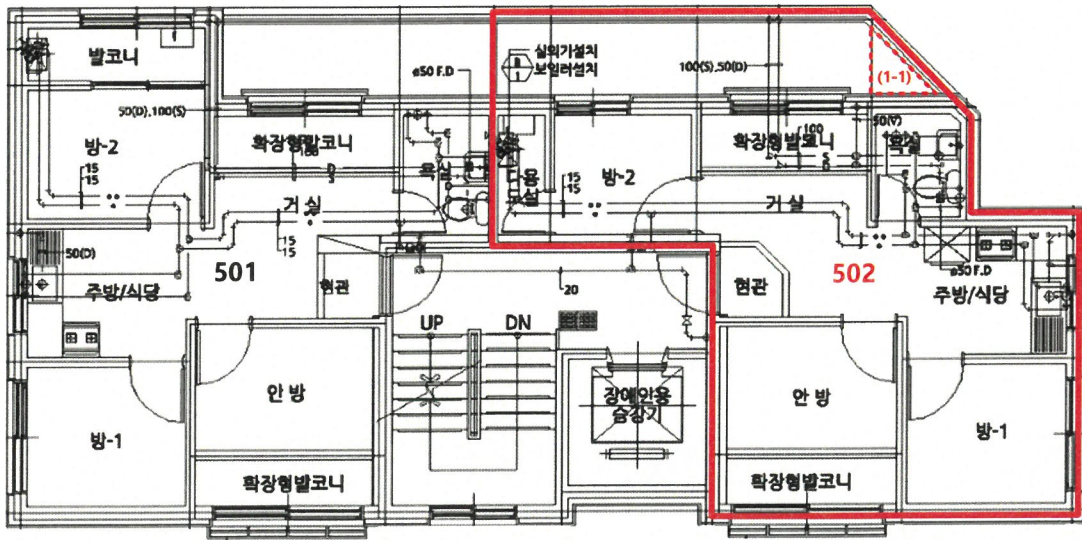 발코니
실외기설치
보일러설치
ø50 F.D
100(S),50(D)
(1-1)
50(D),100(S)
확장형발코니
100
방-2
15
15
욕실
방-2
15
15
확장형발코니
100
50(V)
욕실
거 실
15
15
거 실
50(D)
501
현관
20
현관
502
ø50 F.D
주방/식당
주방/식당
UP
DN
안 방
장애인용
승강기
안 방
방-1
방-1
확장형발코니
확장형발코니